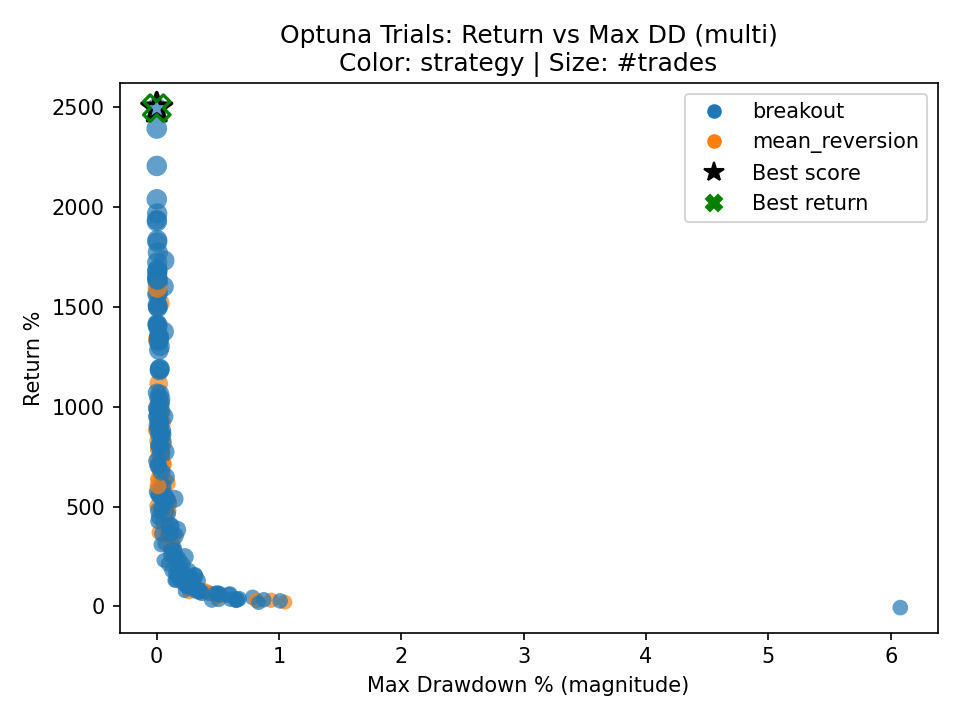 Optuna Trials: Return vs Max DD (multi)
Color: strategy | Size: #trades
2500
2000
1500
1000
500
0
Return %
breakout
mean_reversion
Best score
Best return
0 1 2 3 4 5 6
Max Drawdown % (magnitude)